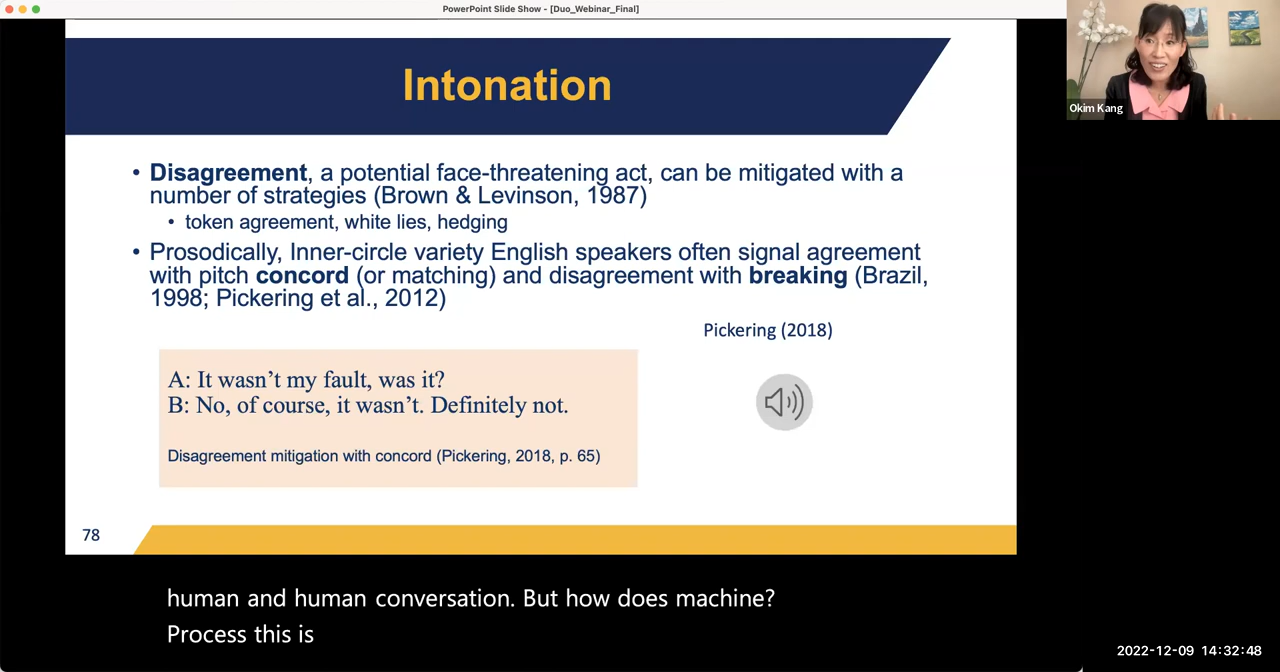 PowerPoint Slide Show - [Duo_Webinar_Final]
Okim Kang
Intonation
• Disagreement, a potential face-threatening act, can be mitigated with a
number of strategies (Brown & Levinson, 1987)
• token agreement, white lies, hedging
• Prosodically, Inner-circle variety English speakers often signal agreement
with pitch concord (or matching) and disagreement with breaking (Brazil,
1998; Pickering et al., 2012)
Pickering (2018)
A: It wasn’t my fault, was it?
B: No, of course, it wasn’t. Definitely not.
Disagreement mitigation with concord (Pickering, 2018, p. 65)
78
human and human conversation. But how does machine?
Process this is
2022-12-09 14:32:48